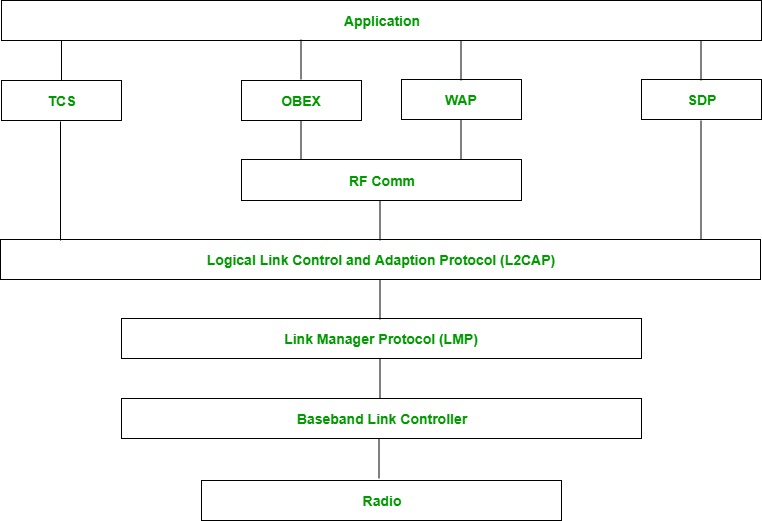 Application
TCS
OBEX
WAP
SDP
RF Comm
Logical Link Control and Adaption Protocol (L2CAP)
Link Manager Protocol (LMP)
Baseband Link Controller
Radio